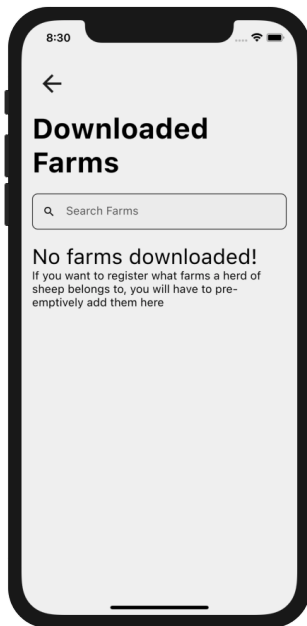 8:30
Downloaded
Farms
Search Farms
No farms downloaded!
If you want to register what farms a herd of
sheep belongs to, you will have to pre-
emptively add them here